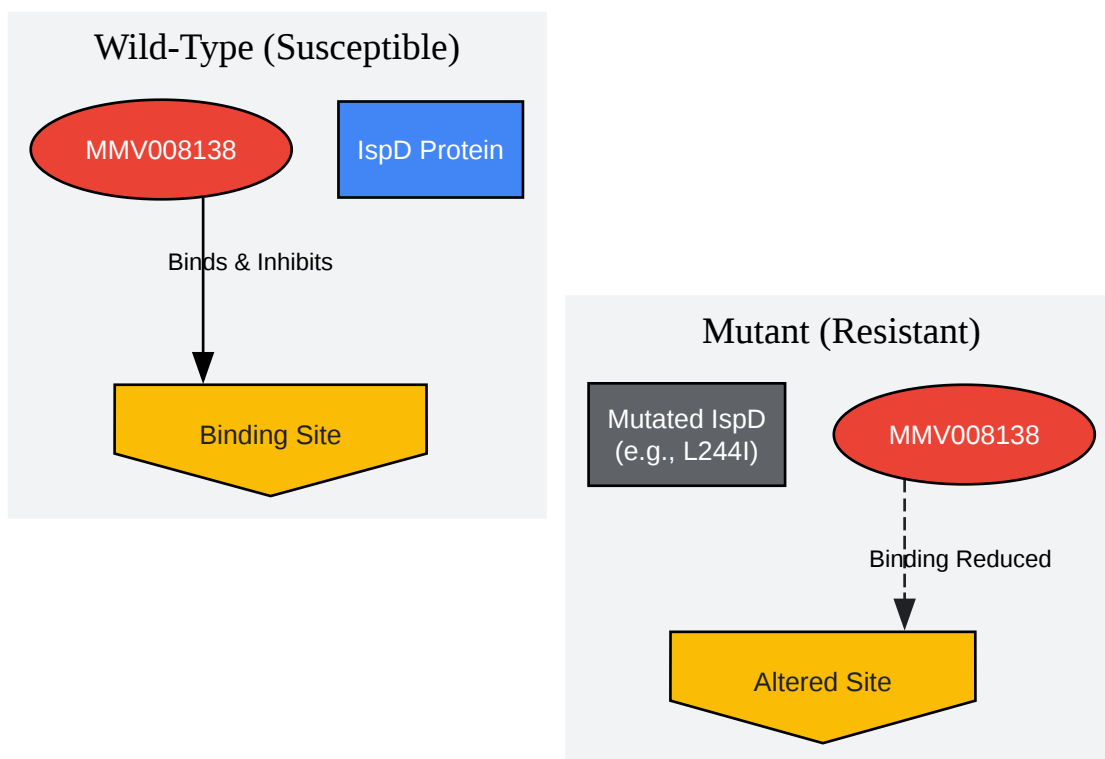 Wild-Type (Susceptible)
MMV008138
IspD Protein
Binds & Inhibits
Binding Site
Mutant (Resistant)
Mutated IspD
(e.g., L244I)
MMV008138
Binding Reduced
Altered Site